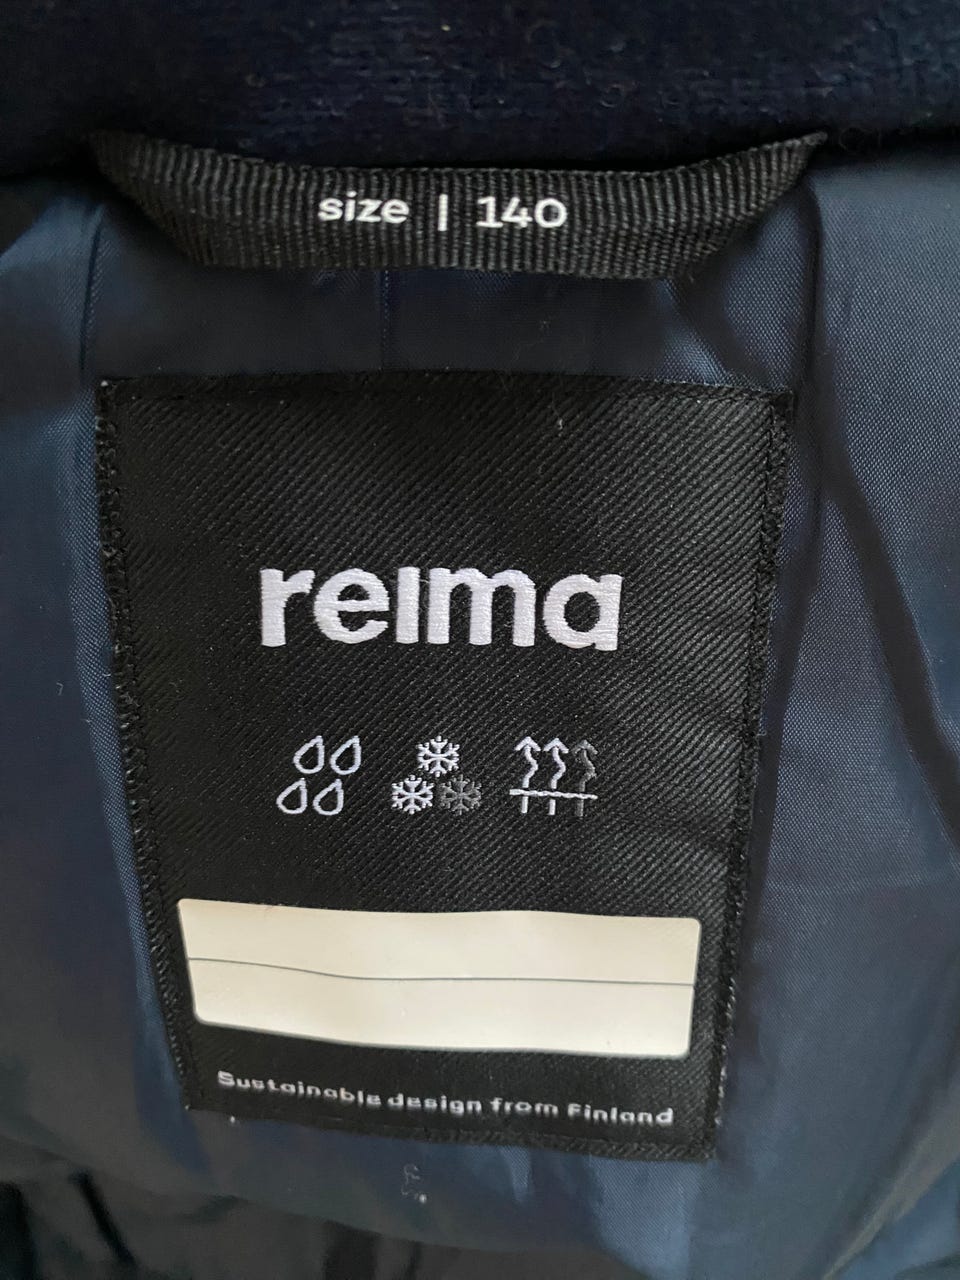 size | 140
reima
Sustainable design from Finland